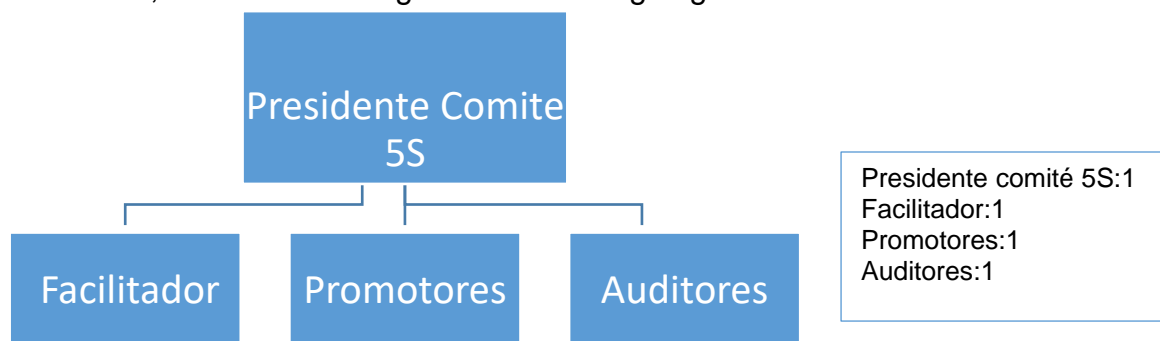 Presidente Comite
5S
Facilitador
Promotores
Auditores
Presidente comité 5S:1
Facilitador:1
Promotores:1
Auditores:1